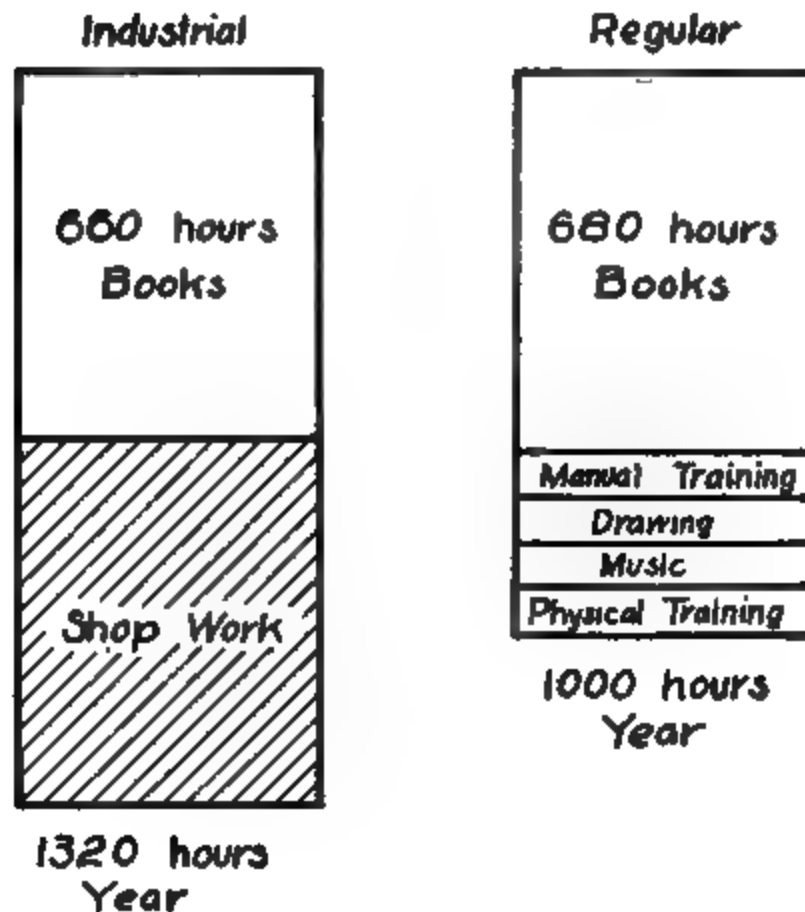 Industrial
660 hours
Books
Shop Work
1320 hours
Year
Regular
680 hours
Books
Manual Training
Drawing
Music
Physical Training
1000 hours
Year